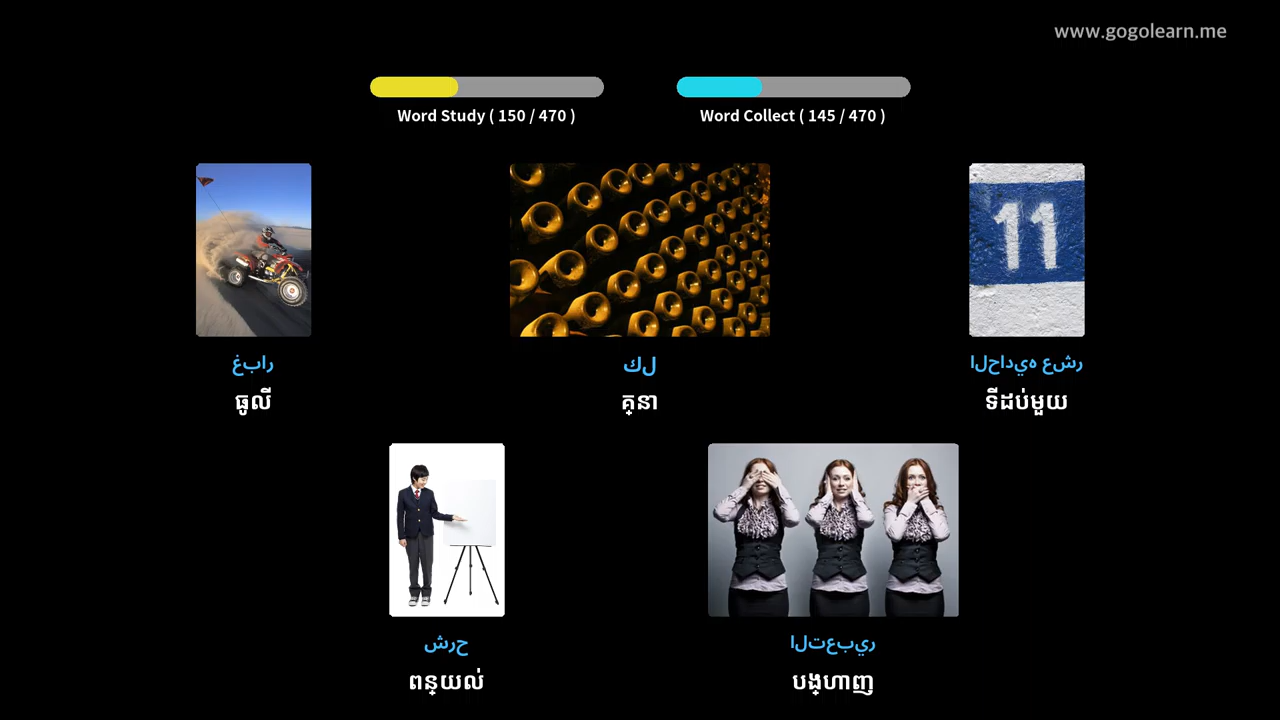 www.gogolearn.me
Word Study ( 150 / 470 )
Word Collect ( 145 / 470 )
غبار
ធូលី
كل
គ្នា
الحاديه عشر
ទីដប់មួយ
شرح
ពន្យល់
التعبير
បង្ហាញ
11